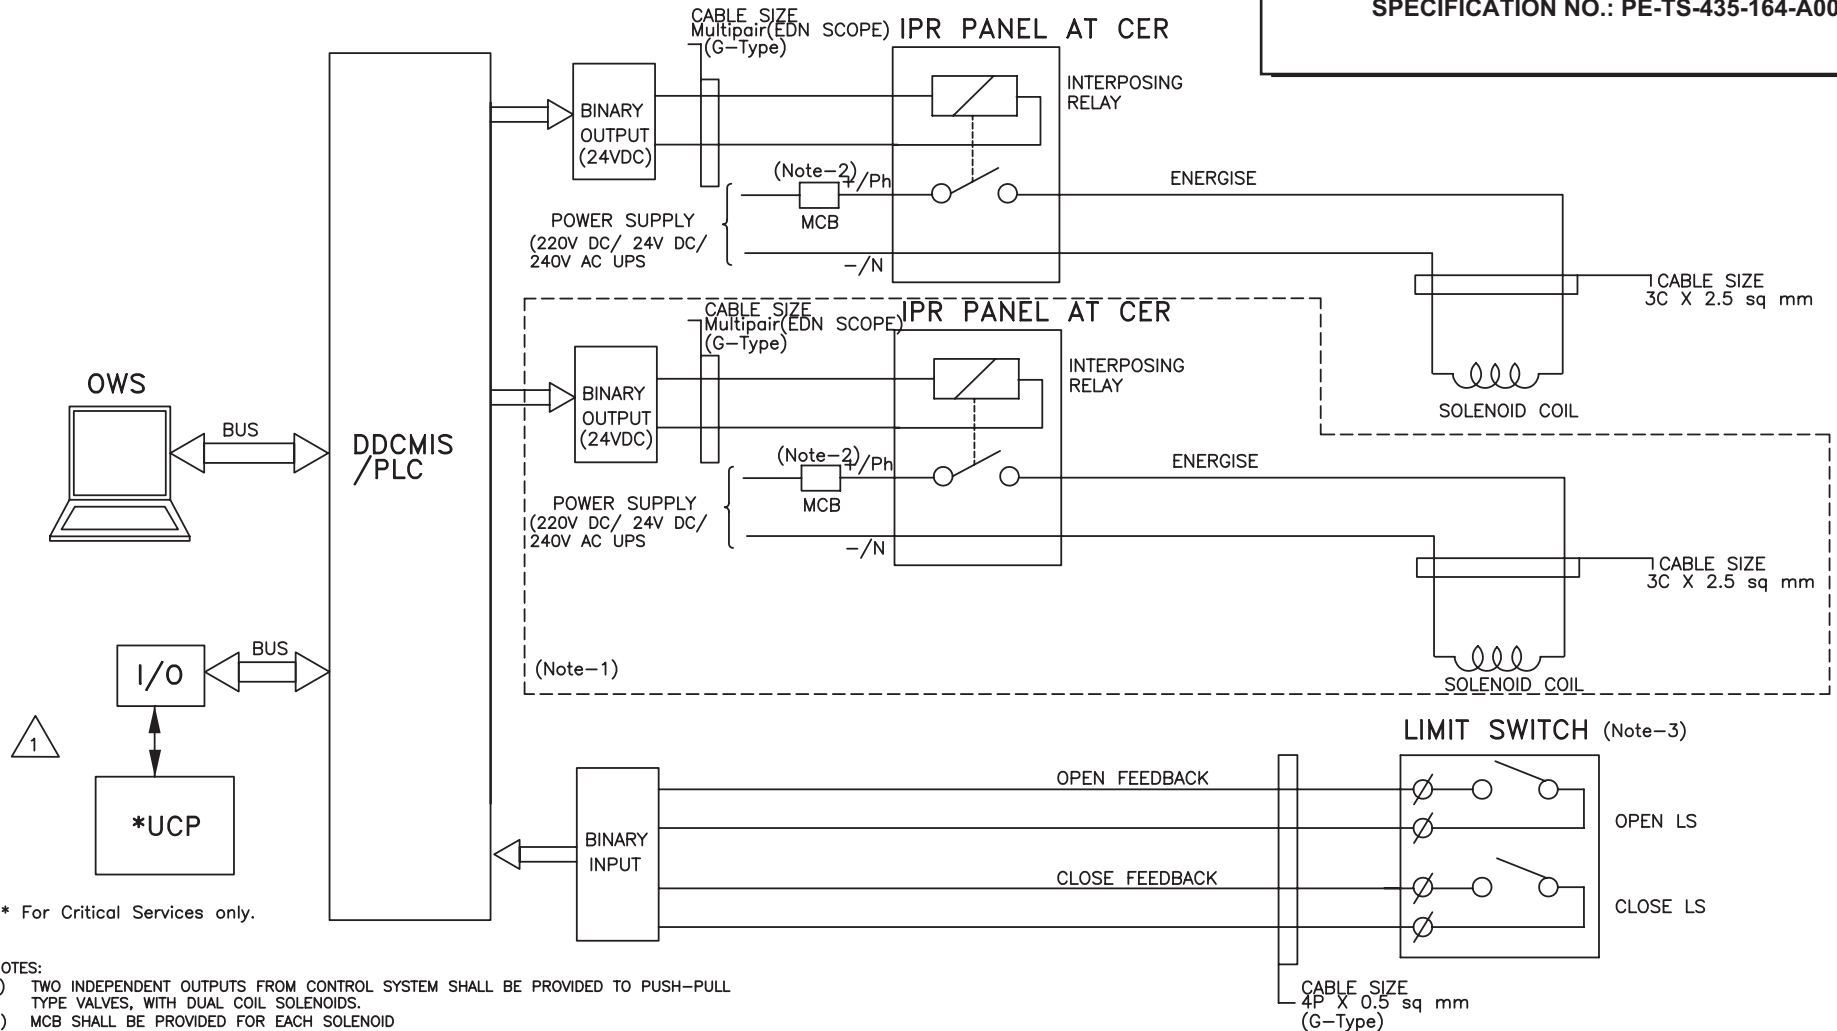 SPECIFICATION NO.: PE-TS-435-164-A00
CABLE SIZE
Multipair(EDN SCOPE)
(G-Type)
IPR PANEL AT CER
INTERPOSING
RELAY
BINARY
OUTPUT
(24VDC)
(Note-2)
+/Ph
MCB
ENERGISE
POWER SUPPLY
(220V DC/ 24V DC/
240V AC UPS
-/N
CABLE SIZE
3C X 2.5 sq mm
SOLENOID COIL
CABLE SIZE
Multipair(EDN SCOPE)
(G-Type)
IPR PANEL AT CER
INTERPOSING
RELAY
BINARY
OUTPUT
(24VDC)
(Note-2)
+/Ph
MCB
ENERGISE
POWER SUPPLY
(220V DC/ 24V DC/
240V AC UPS
-/N
CABLE SIZE
3C X 2.5 sq mm
SOLENOID COIL
(Note-1)
OWS
BUS
DDCMIS
/PLC
I/O
BUS
1
*UCP
* For Critical Services only.
LIMIT SWITCH (Note-3)
BINARY
INPUT
OPEN FEEDBACK
OPEN LS
CLOSE FEEDBACK
CLOSE LS
CABLE SIZE
4P X 0.5 sq mm
(G-Type)
OTES:
) TWO INDEPENDENT OUTPUTS FROM CONTROL SYSTEM SHALL BE PROVIDED TO PUSH-PULL
TYPE VALVES, WITH DUAL COIL SOLENOIDS.
) MCB SHALL BE PROVIDED FOR EACH SOLENOID